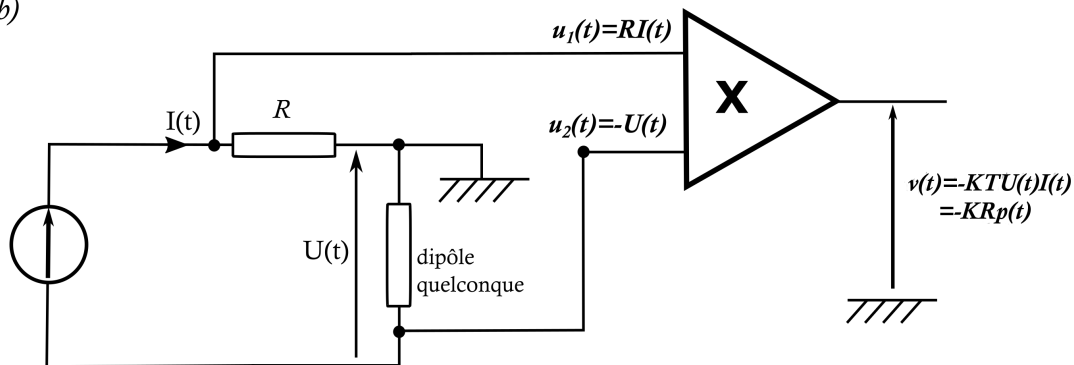 b)
u1(t)=RI(t)
I(t)
R
u2(t)=-U(t)
X
v(t)=-KTU(t)I(t)
=-KRp(t)
U(t)
dipôle
quelconque